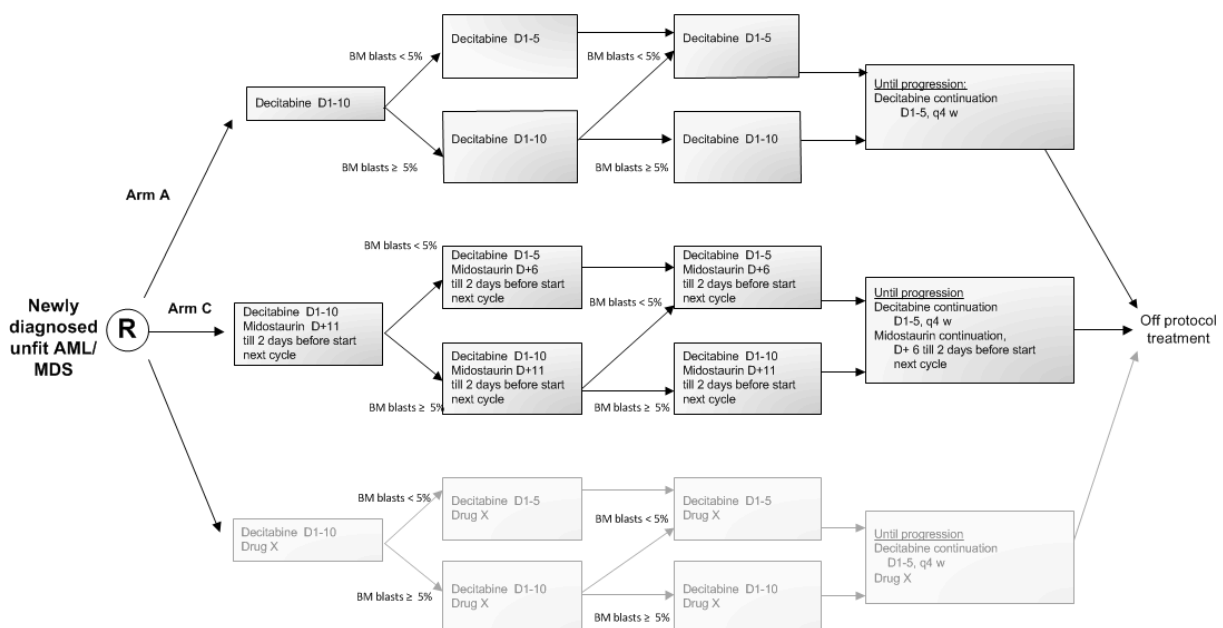 Newly
diagnosed
unfit AML/
MDS
R
Arm A
Decitabine D1-10
BM blasts < 5%
BM blasts ≥ 5%
Decitabine D1-5
Decitabine D1-10
BM blasts < 5%
BM blasts ≥ 5%
Decitabine D1-5
Decitabine D1-10
Until progression:
Decitabine continuation
D1-5, q4 w
Arm C
Decitabine D1-10
Midostaurin D+11
till 2 days before start
next cycle
BM blasts < 5%
BM blasts ≥ 5%
Decitabine D1-5
Midostaurin D+6
till 2 days before start
next cycle
Decitabine D1-10
Midostaurin D+11
till 2 days before start
next cycle
BM blasts < 5%
BM blasts ≥ 5%
Decitabine D1-5
Midostaurin D+6
till 2 days before start
next cycle
Decitabine D1-10
Midostaurin D+11
till 2 days before start
next cycle
Until progression
Decitabine continuation
D1-5, q4 w
Midostaurin continuation,
D+ 6 till 2 days before start
next cycle
Decitabine D1-10
Drug X
BM blasts < 5%
BM blasts ≥ 5%
Decitabine D1-5
Drug X
Decitabine D1-10
Drug X
BM blasts < 5%
BM blasts ≥ 5%
Decitabine D1-5
Drug X
Decitabine D1-10
Drug X
Until progression
Decitabine continuation
D1-5, q4 w
Drug X
Off protocol
treatment